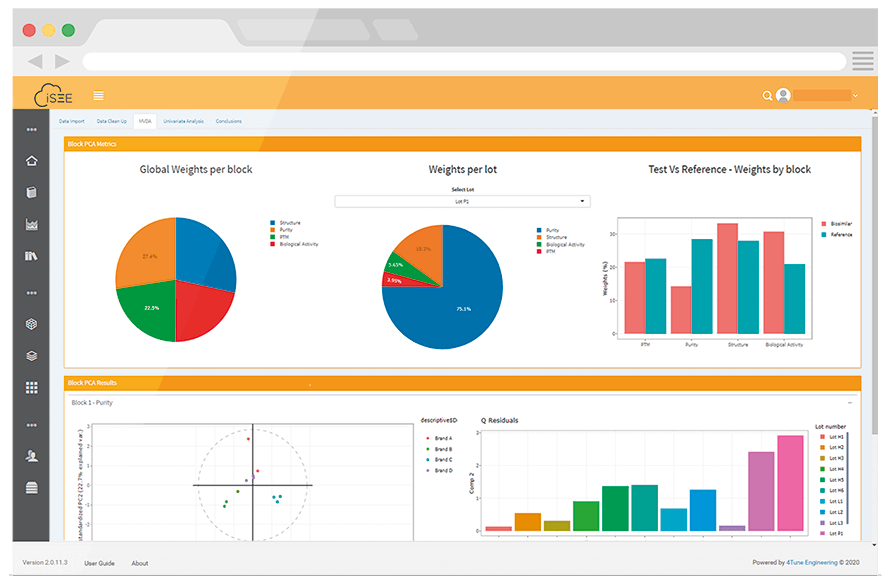 iSEE
Data Import Data Clean Up MVDA Univariate Analysis Conclusions
Block PCA Metrics
Global Weights per block
Structure
Purity
PTM
Biological Activity
27.4%
22.5%
Weights per lot
Select Lot
Lot P1
Purity
Structure
Biological Activity
PTM
15.3%
5.65%
3.95%
75.1%
Test Vs Reference - Weights by block
Biosimilar
Reference
Weights (%)
30
20
10
0
PTM Purity Structure Biological Activity
Block PCA Results
Block 1 - Purity
standardized PC2 (22.7% explained var.)
3
2
1
0
-1
-2
Brand A
Brand B
Brand C
Brand D
Q Residuals
Comp 2
3
2
1
0
Lot number
Lot H1
Lot H2
Lot H3
Lot H4
Lot H5
Lot H6
Lot L1
Lot L2
Lot L3
Lot P1
Version 2.0.11.3 User Guide About Powered by 4Tune Engineering © 2020